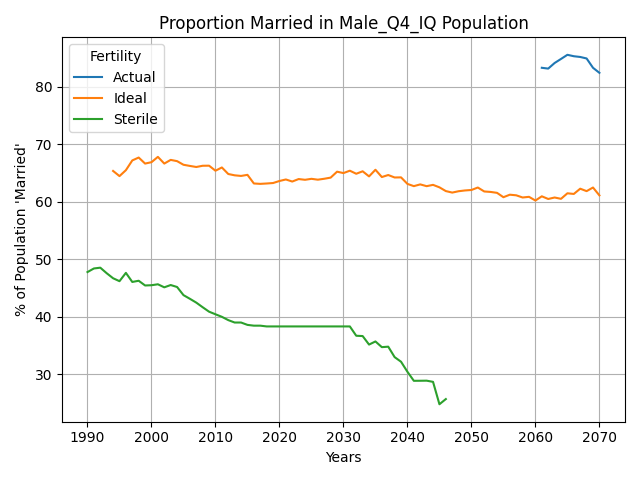 Proportion Married in Male_Q4_IQ Population
Fertility
Actual
Ideal
Sterile
% of Population 'Married'
80
70
60
50
40
30
1990 2000 2010 2020 2030 2040 2050 2060 2070
Years